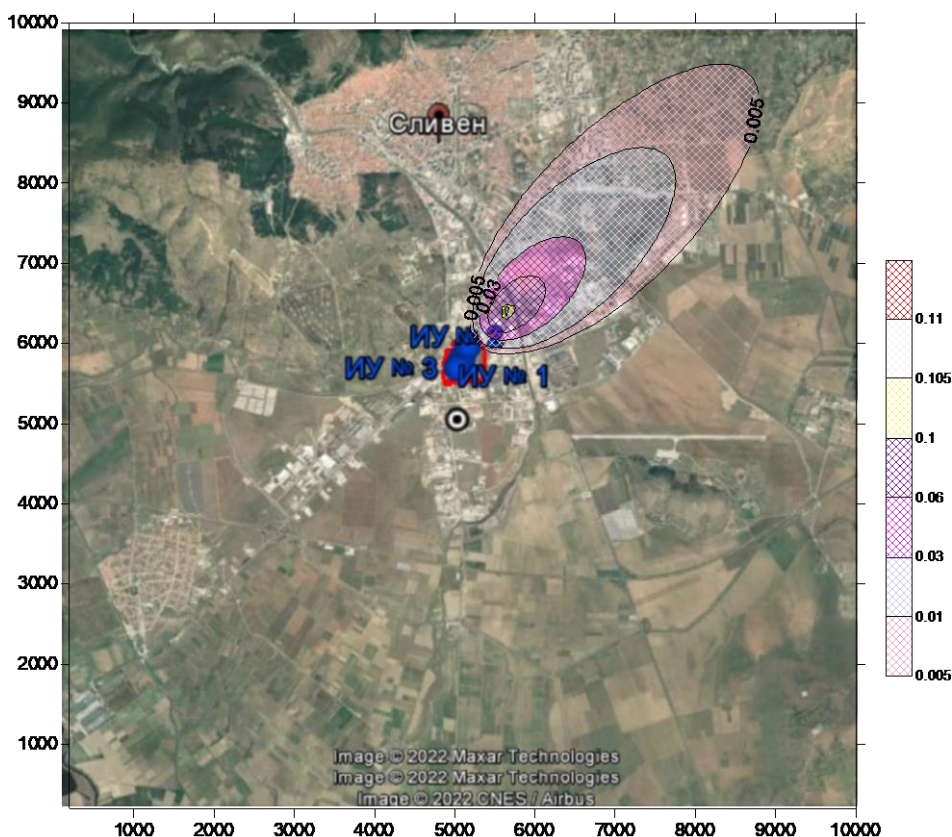 10000
9000
8000
7000
6000
5000
4000
3000
2000
1000
Сливен
0.005
0.005
0.03
ИУ №
ИУ № 3
ИУ № 1
0.11
0.105
0.1
0.06
0.03
0.01
0.005
Image © 2022 Maxar Technologies
Image © 2022 Maxar Technologies
Image © 2022 CNES / Airbus
1000 2000 3000 4000 5000 6000 7000 8000 9000 10000